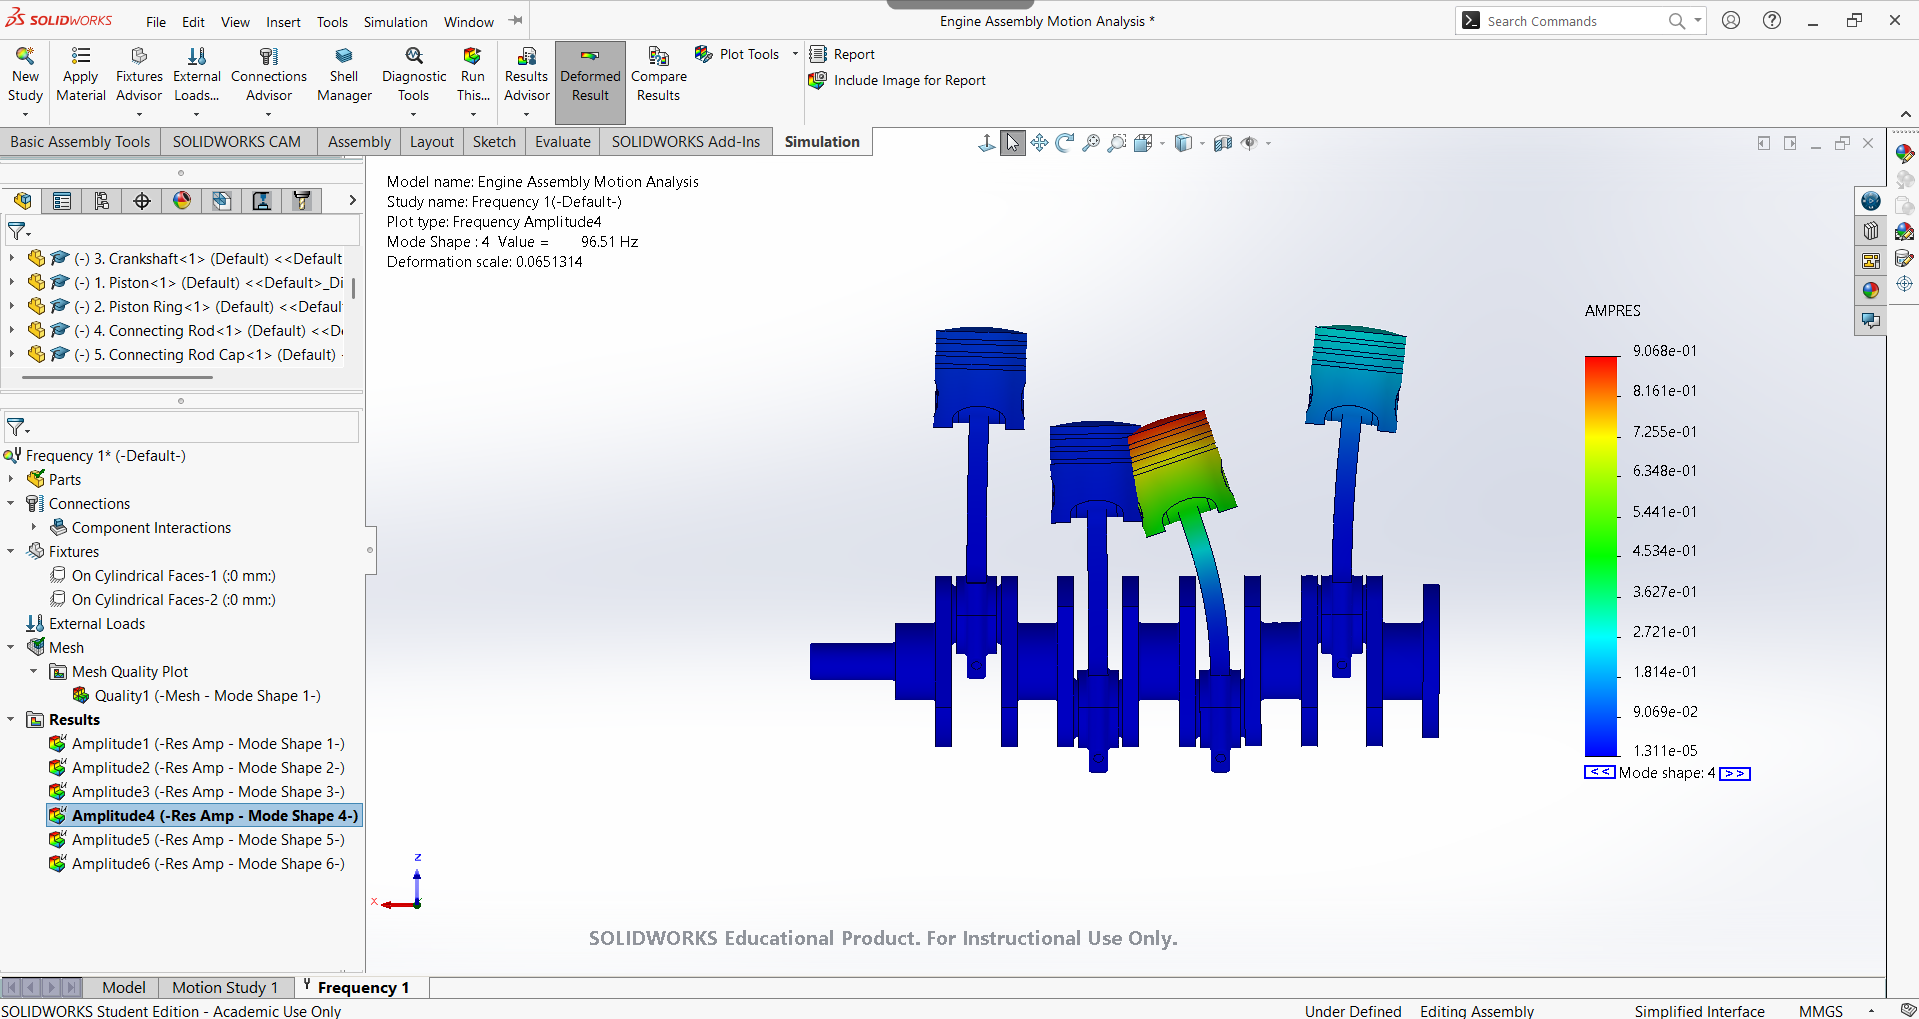 SOLIDWORKS
File Edit View Insert Tools Simulation Window
Engine Assembly Motion Analysis *
Search Commands
New Study
Apply Material
Fixtures Advisor
External Loads...
Connections Advisor
Shell Manager
Diagnostic Tools
Run This...
Results Advisor
Deformed Result
Compare Results
Plot Tools
Report
Include Image for Report
Basic Assembly Tools SOLIDWORKS CAM Assembly Layout Sketch Evaluate SOLIDWORKS Add-Ins Simulation
(-) 3. Crankshaft<1> (Default) <<Default
(-) 1. Piston<1> (Default) <<Default>_Di
(-) 2. Piston Ring<1> (Default) <<Defaul
(-) 4. Connecting Rod<1> (Default) <<D
(-) 5. Connecting Rod Cap<1> (Default)
Frequency 1* (-Default-)
Parts
Connections
Component Interactions
Fixtures
On Cylindrical Faces-1 (:0 mm:)
On Cylindrical Faces-2 (:0 mm:)
External Loads
Mesh
Mesh Quality Plot
Quality1 (-Mesh - Mode Shape 1-)
Results
Amplitude1 (-Res Amp - Mode Shape 1-)
Amplitude2 (-Res Amp - Mode Shape 2-)
Amplitude3 (-Res Amp - Mode Shape 3-)
Amplitude4 (-Res Amp - Mode Shape 4-)
Amplitude5 (-Res Amp - Mode Shape 5-)
Amplitude6 (-Res Amp - Mode Shape 6-)
Model name: Engine Assembly Motion Analysis
Study name: Frequency 1(-Default-)
Plot type: Frequency Amplitude4
Mode Shape : 4 Value = 96.51 Hz
Deformation scale: 0.0651314
AMPRES
9.068e-01
8.161e-01
7.255e-01
6.348e-01
5.441e-01
4.534e-01
3.627e-01
2.721e-01
1.814e-01
9.069e-02
1.311e-05
<< Mode shape: 4 >>
z
x
SOLIDWORKS Educational Product. For Instructional Use Only.
Model Motion Study 1 Frequency 1
SOLIDWORKS Student Edition - Academic Use Only
Under Defined Editing Assembly Simplified Interface MMGS